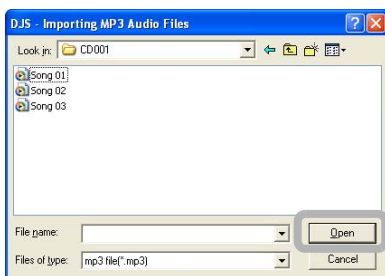 DJS - Importing MP3 Audio Files
Look in: CD001
Song 01
Song 02
Song 03
File name: Open
Files of type: mp3 file(*.mp3) Cancel